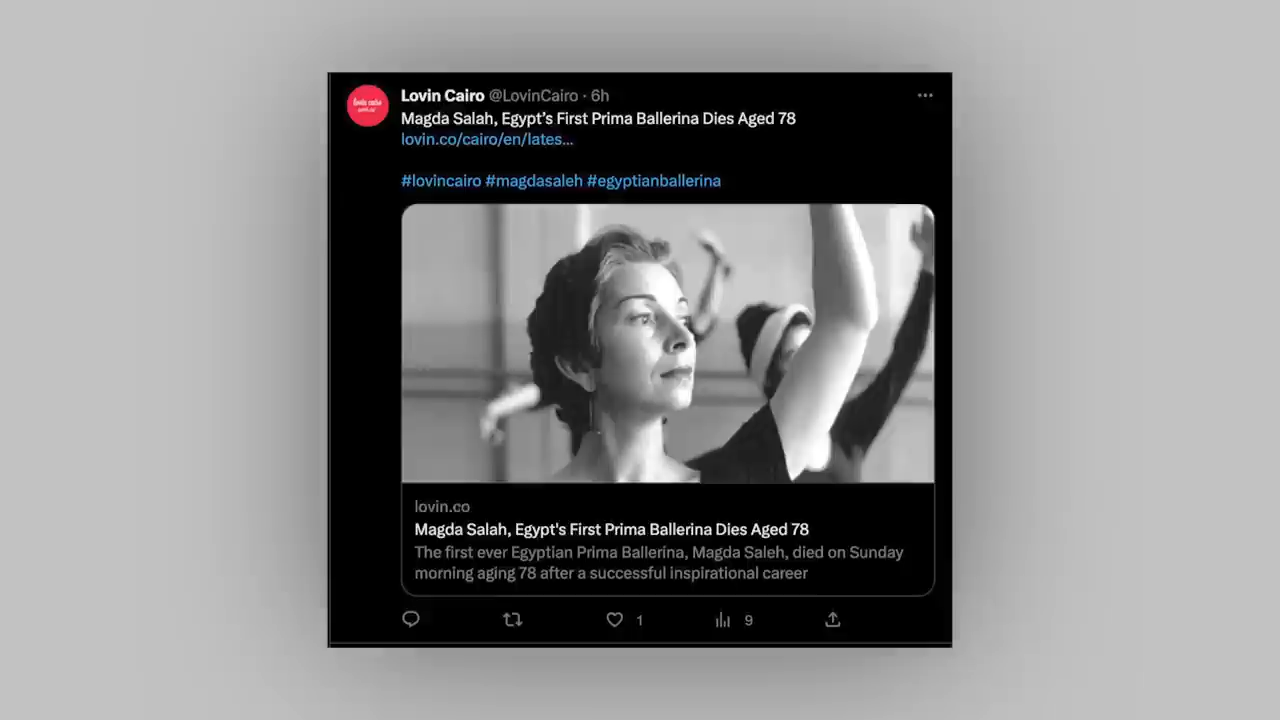 Lovin Cairo @LovinCairo · 6h
Magda Salah, Egypt’s First Prima Ballerina Dies Aged 78
lovin.co/cairo/en/lates...
#lovincairo #magdasaleh #egyptianballerina
lovin.co
Magda Salah, Egypt's First Prima Ballerina Dies Aged 78
The first ever Egyptian Prima Ballerina, Magda Saleh, died on Sunday
morning aging 78 after a successful inspirational career
1
9